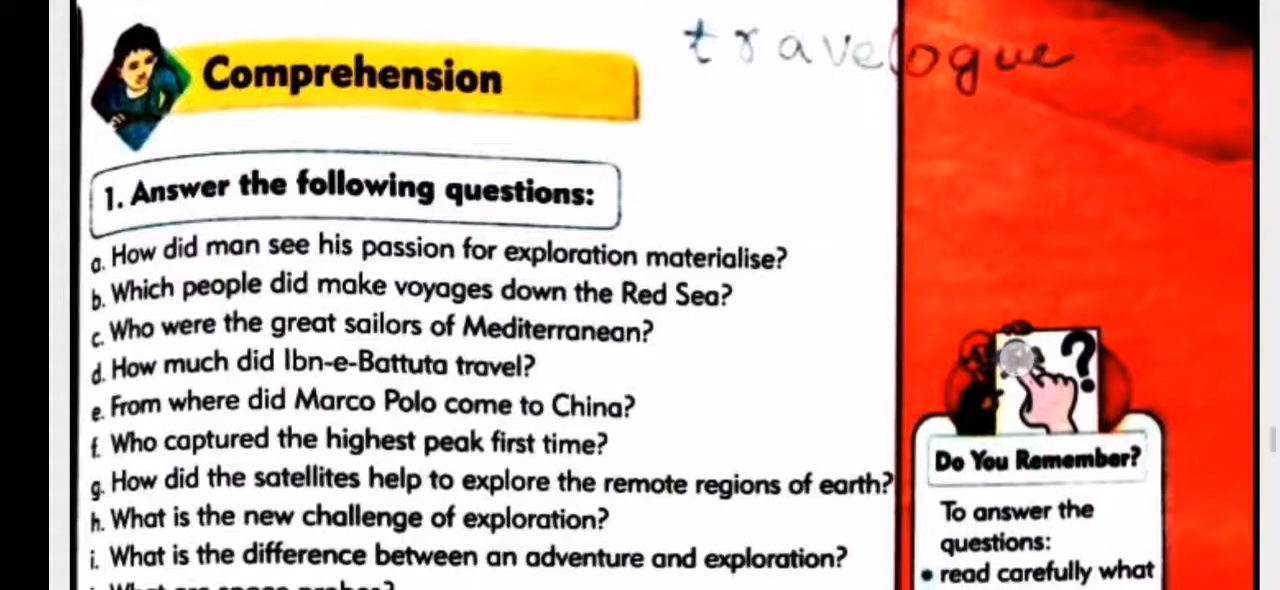 travelogue
Comprehension
1. Answer the following questions:
a. How did man see his passion for exploration materialise?
b. Which people did make voyages down the Red Sea?
c. Who were the great sailors of Mediterranean?
d. How much did Ibn-e-Battuta travel?
e. From where did Marco Polo come to China?
f. Who captured the highest peak first time?
g. How did the satellites help to explore the remote regions of earth?
h. What is the new challenge of exploration?
i. What is the difference between an adventure and exploration?
?
Do You Remember?
To answer the
questions:
• read carefully what